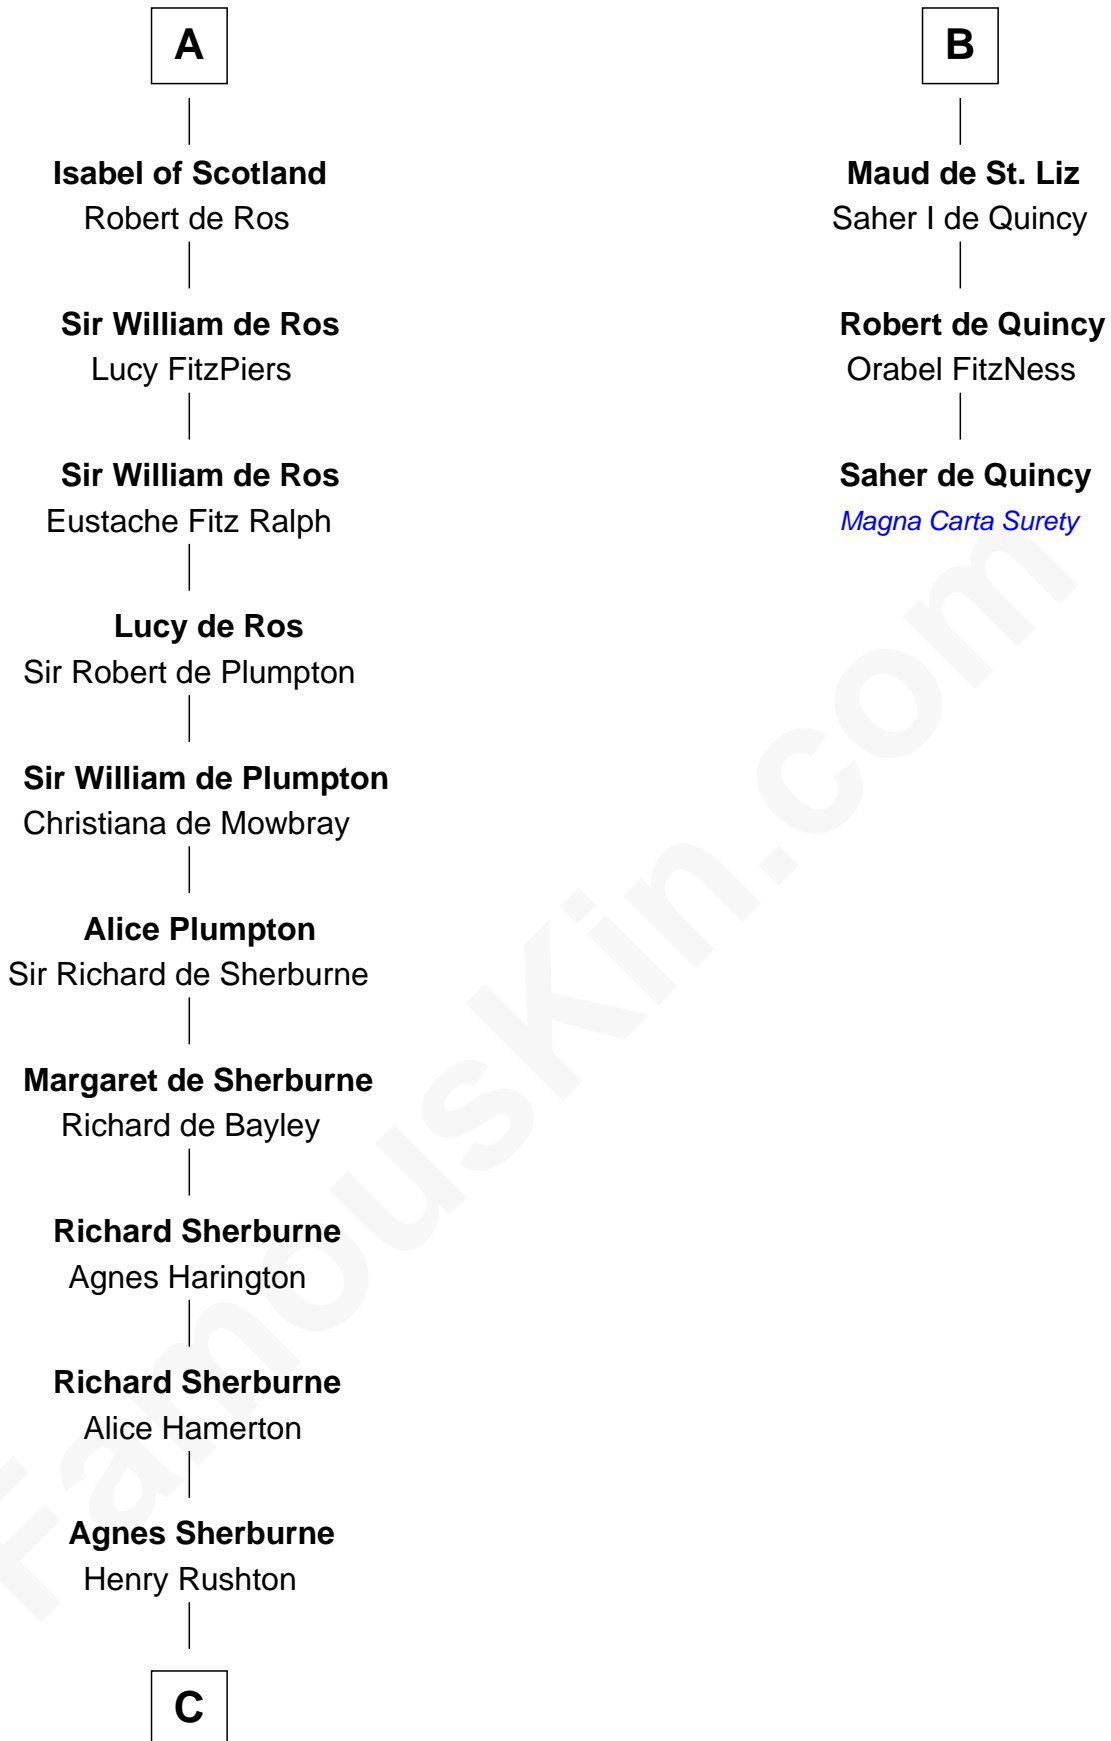 A
Isabel of Scotland
Robert de Ros
Sir William de Ros
Lucy FitzPiers
Sir William de Ros
Eustache Fitz Ralph
Lucy de Ros
Sir Robert de Plumpton
Sir William de Plumpton
Christiana de Mowbray
Alice Plumpton
Sir Richard de Sherburne
Margaret de Sherburne
Richard de Bayley
Richard Sherburne
Agnes Harington
Richard Sherburne
Alice Hamerton
Agnes Sherburne
Henry Rushton
C
B
Maud de St. Liz
Saher I de Quincy
Robert de Quincy
Orabel FitzNess
Saher de Quincy
Magna Carta Surety
FamousKin.com